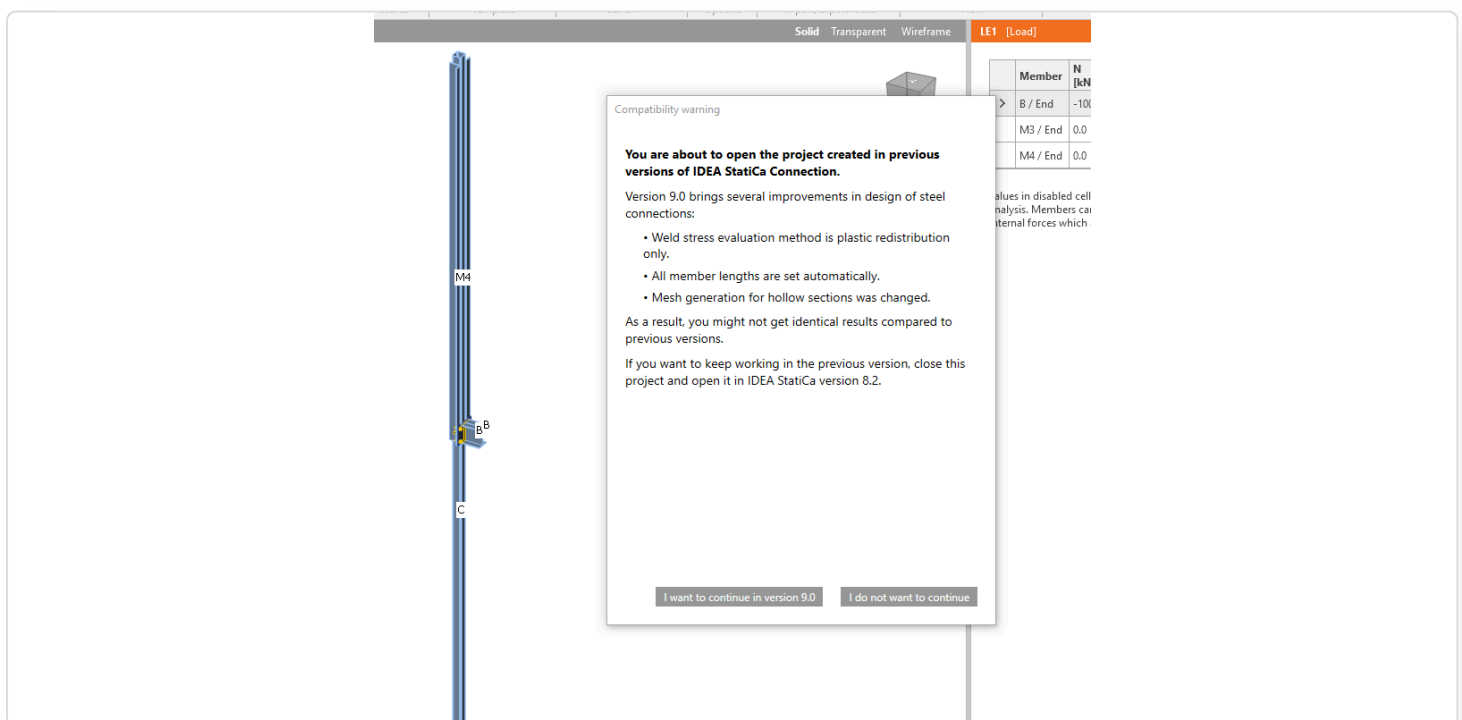 Solid Transparent Wireframe
LE1 [Load]
Member N
[kN
B / End -100
M3 / End 0.0
M4 / End 0.0
alues in disabled cell
nalysis. Members
internal forces which
Compatibility warning
You are about to open the project created in previous
versions of IDEA StatiCa Connection.
Version 9.0 brings several improvements in design of steel
connections:
• Weld stress evaluation method is plastic redistribution
only.
• All member lengths are set automatically.
• Mesh generation for hollow sections was changed.
As a result, you might not get identical results compared to
previous versions.
If you want to keep working in the previous version, close this
project and open it in IDEA StatiCa version 8.2.
I want to continue in version 9.0
I do not want to continue
M4
B
B
C